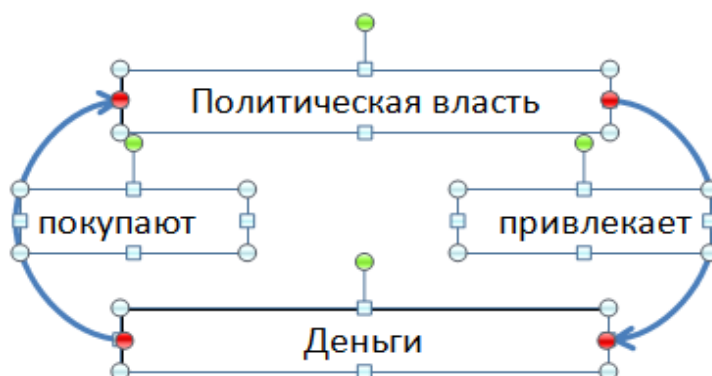 Политическая власть
покупают
привлекает
Деньги